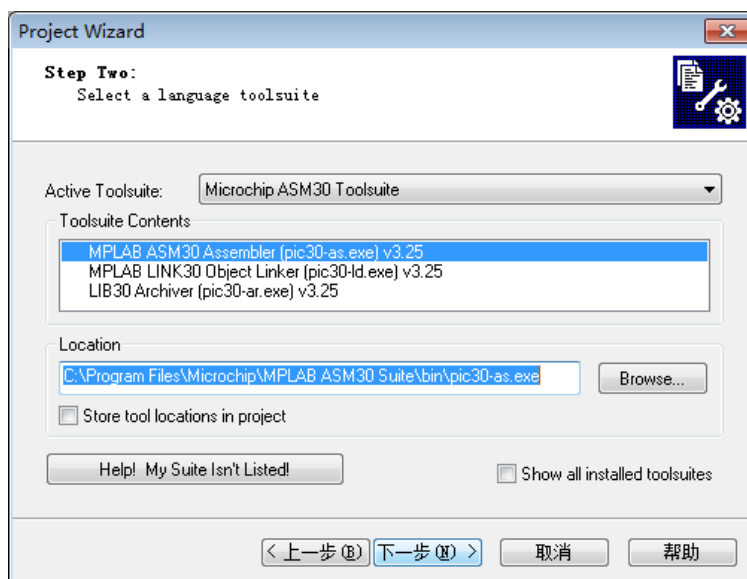 Project Wizard
Step Two:
Select a language toolsuite
Active Toolsuite: Microchip ASM30 Toolsuite
Toolsuite Contents
MPLAB ASM30 Assembler (pic30-as.exe) v3.25
MPLAB LINK30 Object Linker (pic30-ld.exe) v3.25
LIB30 Archiver (pic30-ar.exe) v3.25
Location
C:\Program Files\Microchip\MPLAB ASM30 Suite\bin\pic30-as.exe Browse...
Store tool locations in project
Help! My Suite Isn't Listed! Show all installed toolsuites
< 上一步(B) 下一步(N) > 取消 帮助